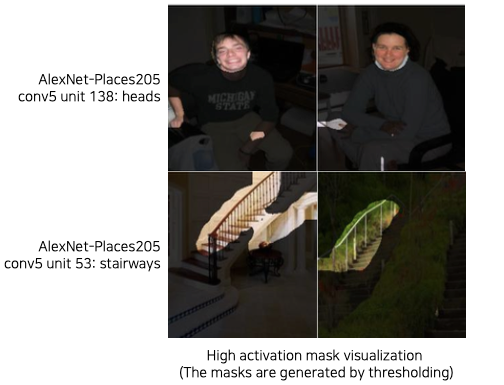 AlexNet-Places205
conv5 unit 138: heads
MICHIGAN
STATE
AlexNet-Places205
conv5 unit 53: stairways
High activation mask visualization
(The masks are generated by thresholding)